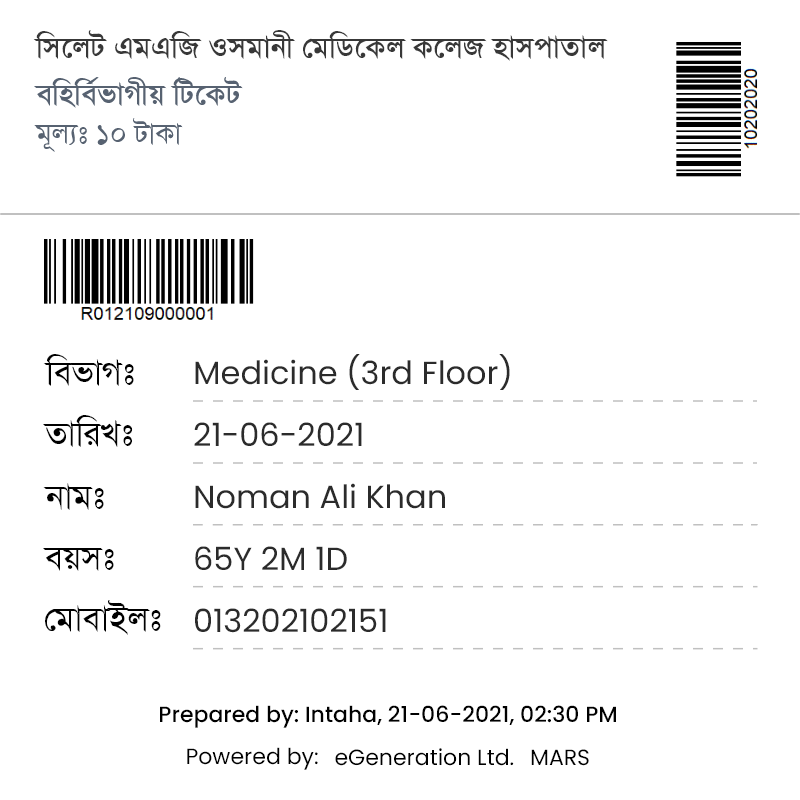 সিলেট এমএজি ওসমানী মেডিকেল কলেজ হাসপাতাল
বহির্বিভাগীয় টিকেট
মূল্যঃ ১০ টাকা
10202020
R012109000001
বিভাগঃ Medicine (3rd Floor)
তারিখঃ 21-06-2021
নামঃ Noman Ali Khan
বয়সঃ 65Y 2M 1D
মোবাইলঃ 013202102151
Prepared by: Intaha, 21-06-2021, 02:30 PM
Powered by: eGeneration Ltd. MARS